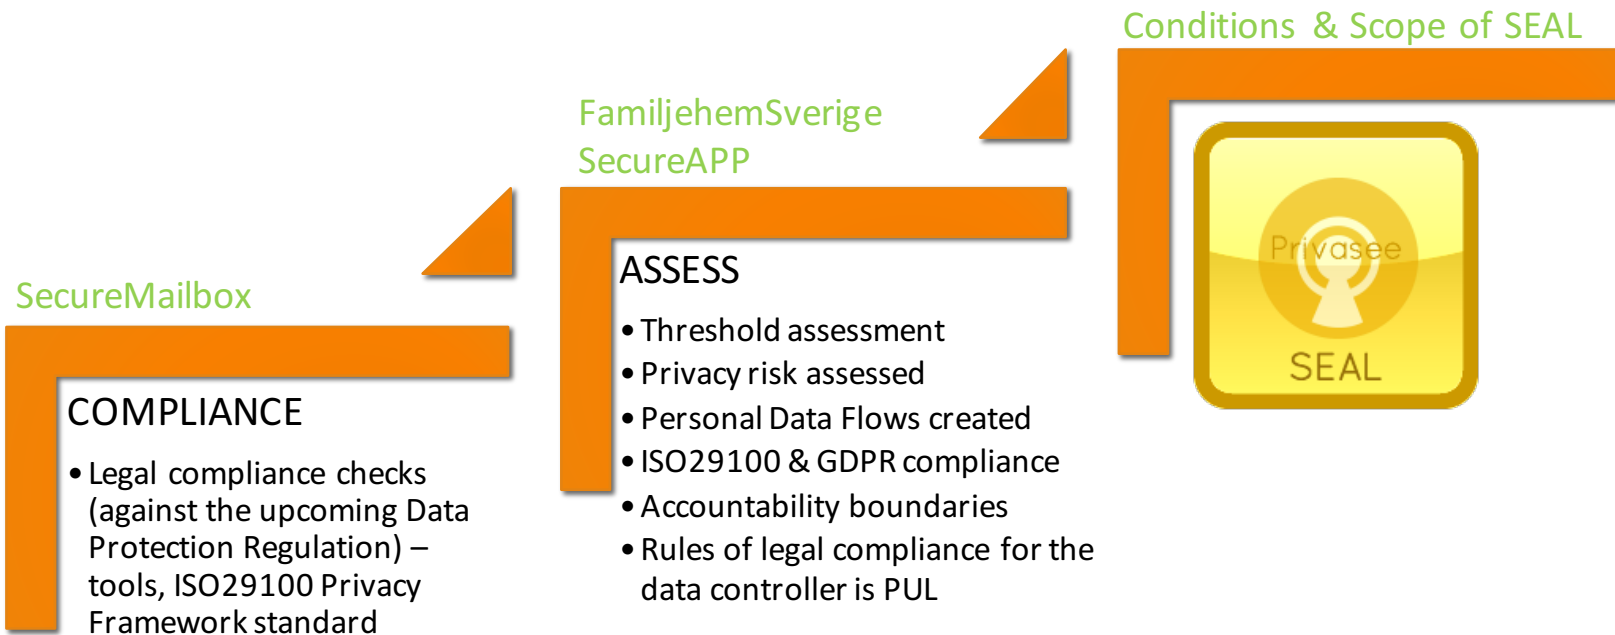 SecureMailbox
COMPLIANCE
• Legal compliance checks
(against the upcoming Data
Protection Regulation) –
tools, ISO29100 Privacy
Framework standard
FamiljehemSverige
SecureAPP
ASSESS
• Threshold assessment
• Privacy risk assessed
• Personal Data Flows created
• ISO29100 & GDPR compliance
• Accountability boundaries
• Rules of legal compliance for the
data controller is PUL
Conditions & Scope of SEAL
Privasee
SEAL